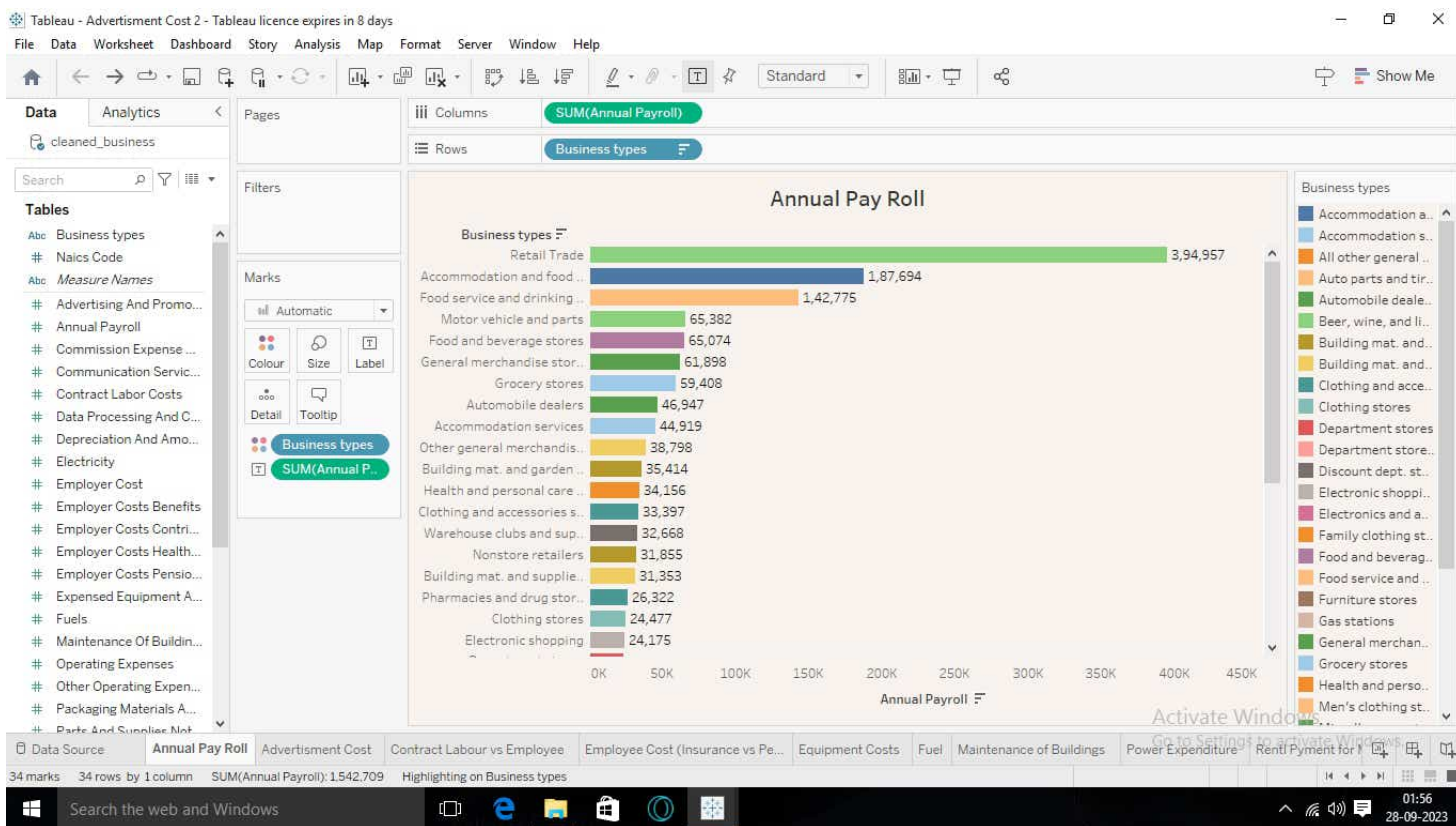 Tableau - Advertisment Cost 2 - Tableau licence expires in 8 days
File Data Worksheet Dashboard Story Analysis Map Format Server Window Help
Standard
Show Me
Data Analytics
cleaned_business
Search
Tables
Abc Business types
# Naics Code
Abc Measure Names
# Advertising And Promo...
# Annual Payroll
# Commission Expense ...
# Communication Servic...
# Contract Labor Costs
# Data Processing And C...
# Depreciation And Amo...
# Electricity
# Employer Cost
# Employer Costs Benefits
# Employer Costs Contri...
# Employer Costs Health...
# Employer Costs Pensio...
# Expensed Equipment A...
# Fuels
# Maintenance Of Buildin...
# Operating Expenses
# Other Operating Expen...
# Packaging Materials A...
# Parts And Supplies Not
Pages
Filters
Marks
Automatic
Colour Size Label
Detail Tooltip
Business types
SUM(Annual P..
Columns SUM(Annual Payroll)
Rows Business types
Annual Pay Roll
Business types
Retail Trade 3,94,957
Accommodation and food .. 1,87,694
Food service and drinking .. 1,42,775
Motor vehicle and parts 65,382
Food and beverage stores 65,074
General merchandise stor.. 61,898
Grocery stores 59,408
Automobile dealers 46,947
Accommodation services 44,919
Other general merchandis.. 38,798
Building mat. and garden .. 35,414
Health and personal care .. 34,156
Clothing and accessories s.. 33,397
Warehouse clubs and sup.. 32,668
Nonstore retailers 31,855
Building mat. and supplie.. 31,353
Pharmacies and drug stor.. 26,322
Clothing stores 24,477
Electronic shopping 24,175
0K 50K 100K 150K 200K 250K 300K 350K 400K 450K
Annual Payroll
Business types
Accommodation a..
Accommodation s..
All other general ..
Auto parts and tir..
Automobile deale..
Beer, wine, and li..
Building mat. and..
Building mat. and..
Clothing and acce..
Clothing stores
Department stores
Department store..
Discount dept. st..
Electronic shoppi..
Electronics and a..
Family clothing st..
Food and beverag..
Food service and ..
Furniture stores
Gas stations
General merchan..
Grocery stores
Health and perso..
Men's clothing st..
Activate Windows
Go to Settings to activate Windows.
Data Source Annual Pay Roll Advertisment Cost Contract Labour vs Employee Employee Cost (Insurance vs Pe... Equipment Costs Fuel Maintenance of Buildings Power Expenditure Rentl Pyment for
34 marks 34 rows by 1 column SUM(Annual Payroll): 1,542,709 Highlighting on Business types
Search the web and Windows
01:56
28-09-2023